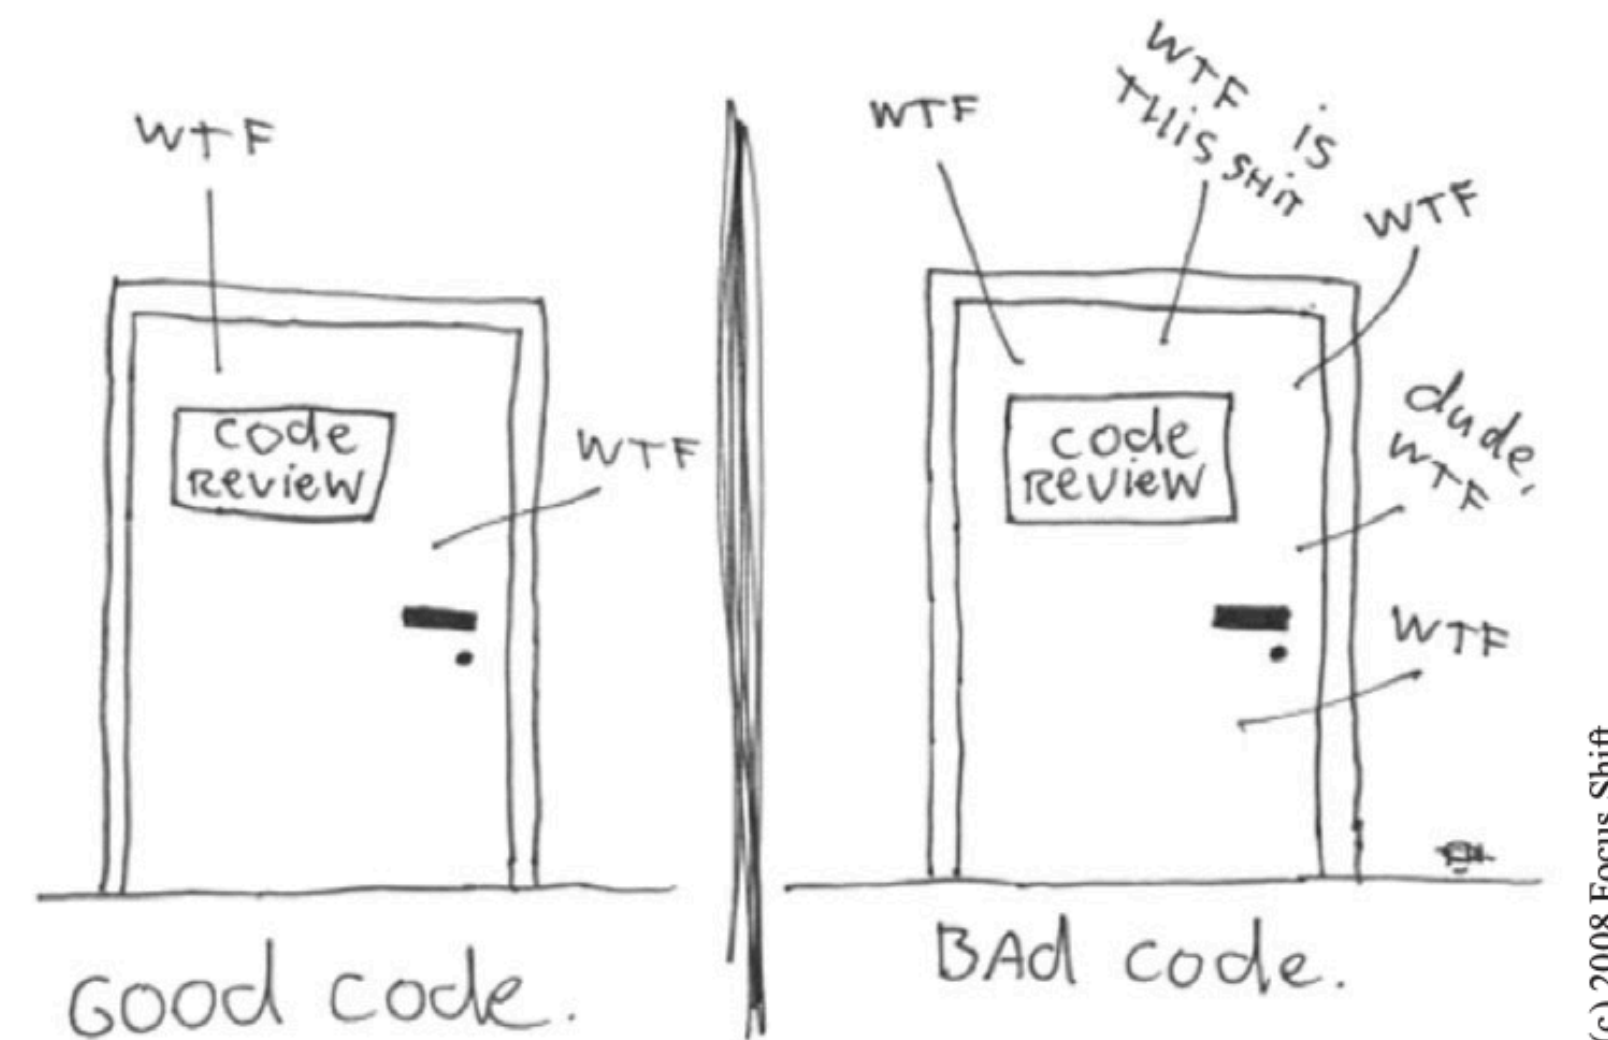 WTF
code
REVIEW
WTF
GOOD code.
WTF
WTF is
THiS SHiT
WTF
code
REVIEW
dude,
WTF
WTF
BAd code.
(c) 2008 Focus Shift